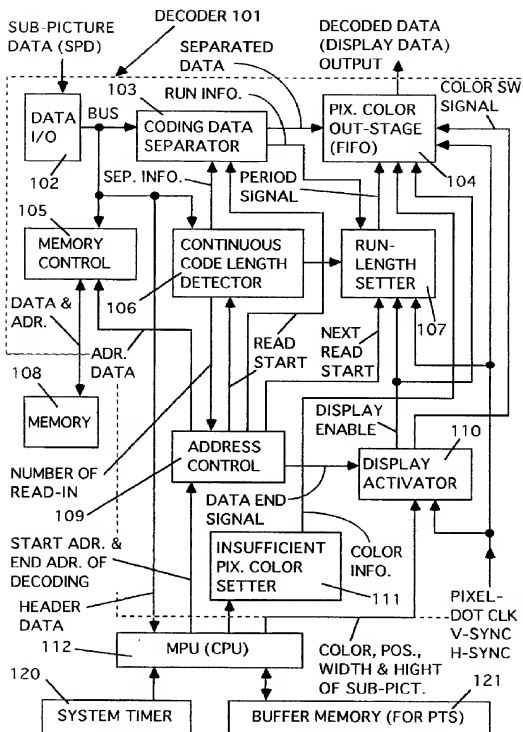 SUB-PICTURE
DATA (SPD)
DECODER 101
SEPARATED
DATA
DECODED DATA
(DISPLAY DATA)
OUTPUT
COLOR SW
SIGNAL
103
RUN INFO.
DATA
I/O
BUS
CODING DATA
SEPARATOR
PIX. COLOR
OUT-STAGE
(FIFO)
102
SEP. INFO.
PERIOD
SIGNAL
104
105
MEMORY
CONTROL
CONTINUOUS
CODE LENGTH
DETECTOR
RUN-
LENGTH
SETTER
106
107
DATA &
ADR.
ADR.
DATA
READ
START
NEXT
READ
START
108
MEMORY
DISPLAY
ENABLE
110
ADDRESS
CONTROL
DISPLAY
ACTIVATOR
NUMBER OF
READ-IN
109
DATA END
SIGNAL
START ADR. &
END ADR. OF
DECODING
INSUFFICIENT
PIX. COLOR
SETTER
COLOR
INFO.
111
HEADER
DATA
PIXEL-
DOT CLK
V-SYNC
H-SYNC
112
MPU (CPU)
COLOR, POS.,
WIDTH & HIGHT
OF SUB-PICT.
120
121
SYSTEM TIMER
BUFFER MEMORY (FOR PTS)